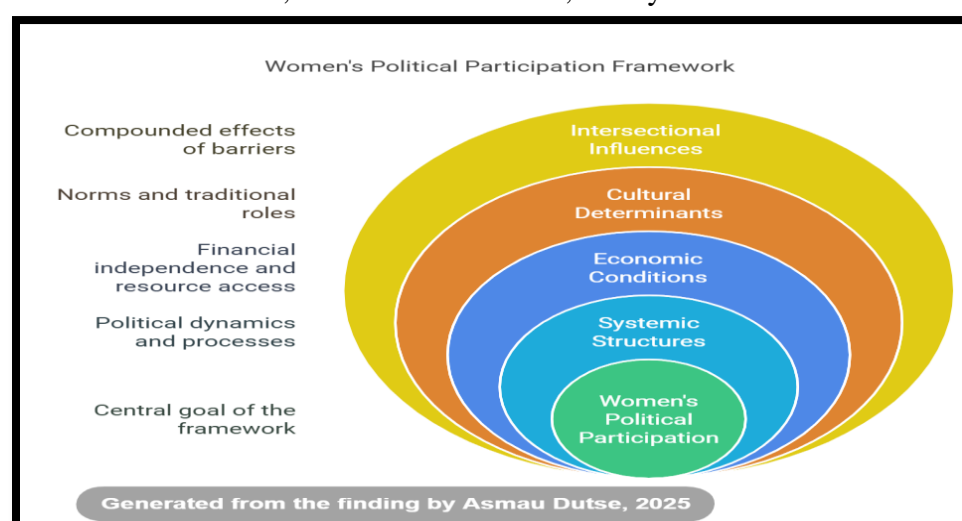 Women's Political Participation Framework
Compounded effects
of barriers
Intersectional
Influences
Norms and traditional
roles
Cultural
Determinants
Financial
independence and
resource access
Economic
Conditions
Political dynamics
and processes
Systemic
Structures
Central goal of the
framework
Women's
Political
Participation
Generated from the finding by Asmau Dutse, 2025